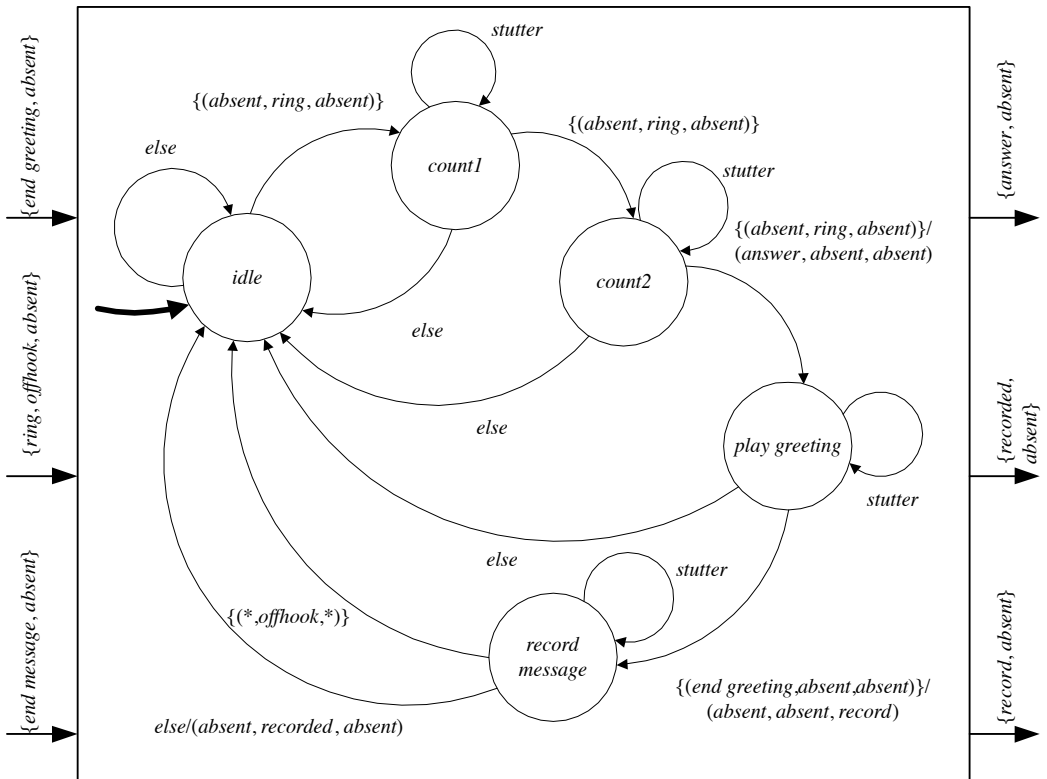 {end greeting, absent}
{ring, offhook, absent}
{end message, absent}
stutter
{(absent, ring, absent)}
{(absent, ring, absent)}
else
count1
stutter
{(absent, ring, absent)}/
(answer, absent, absent)
idle
count2
else
else
play greeting
stutter
else
stutter
{(*,offhook,*)}
record
message
{(end greeting,absent,absent)}/
(absent, absent, record)
else/(absent, recorded, absent)
{answer, absent}
{recorded,
absent}
{record, absent}